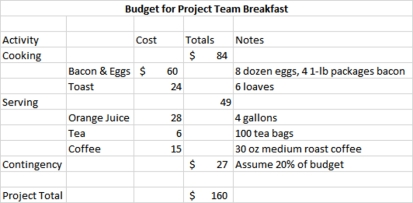 Budget for Project Team Breakfast
Activity Cost Totals Notes
Cooking $ 84
Bacon & Eggs $ 60 8 dozen eggs, 4 1-lb packages bacon
Toast 24 6 loaves
Serving 49
Orange Juice 28 4 gallons
Tea 6 100 tea bags
Coffee 15 30 oz medium roast coffee
Contingency $ 27 Assume 20% of budget
Project Total $ 160